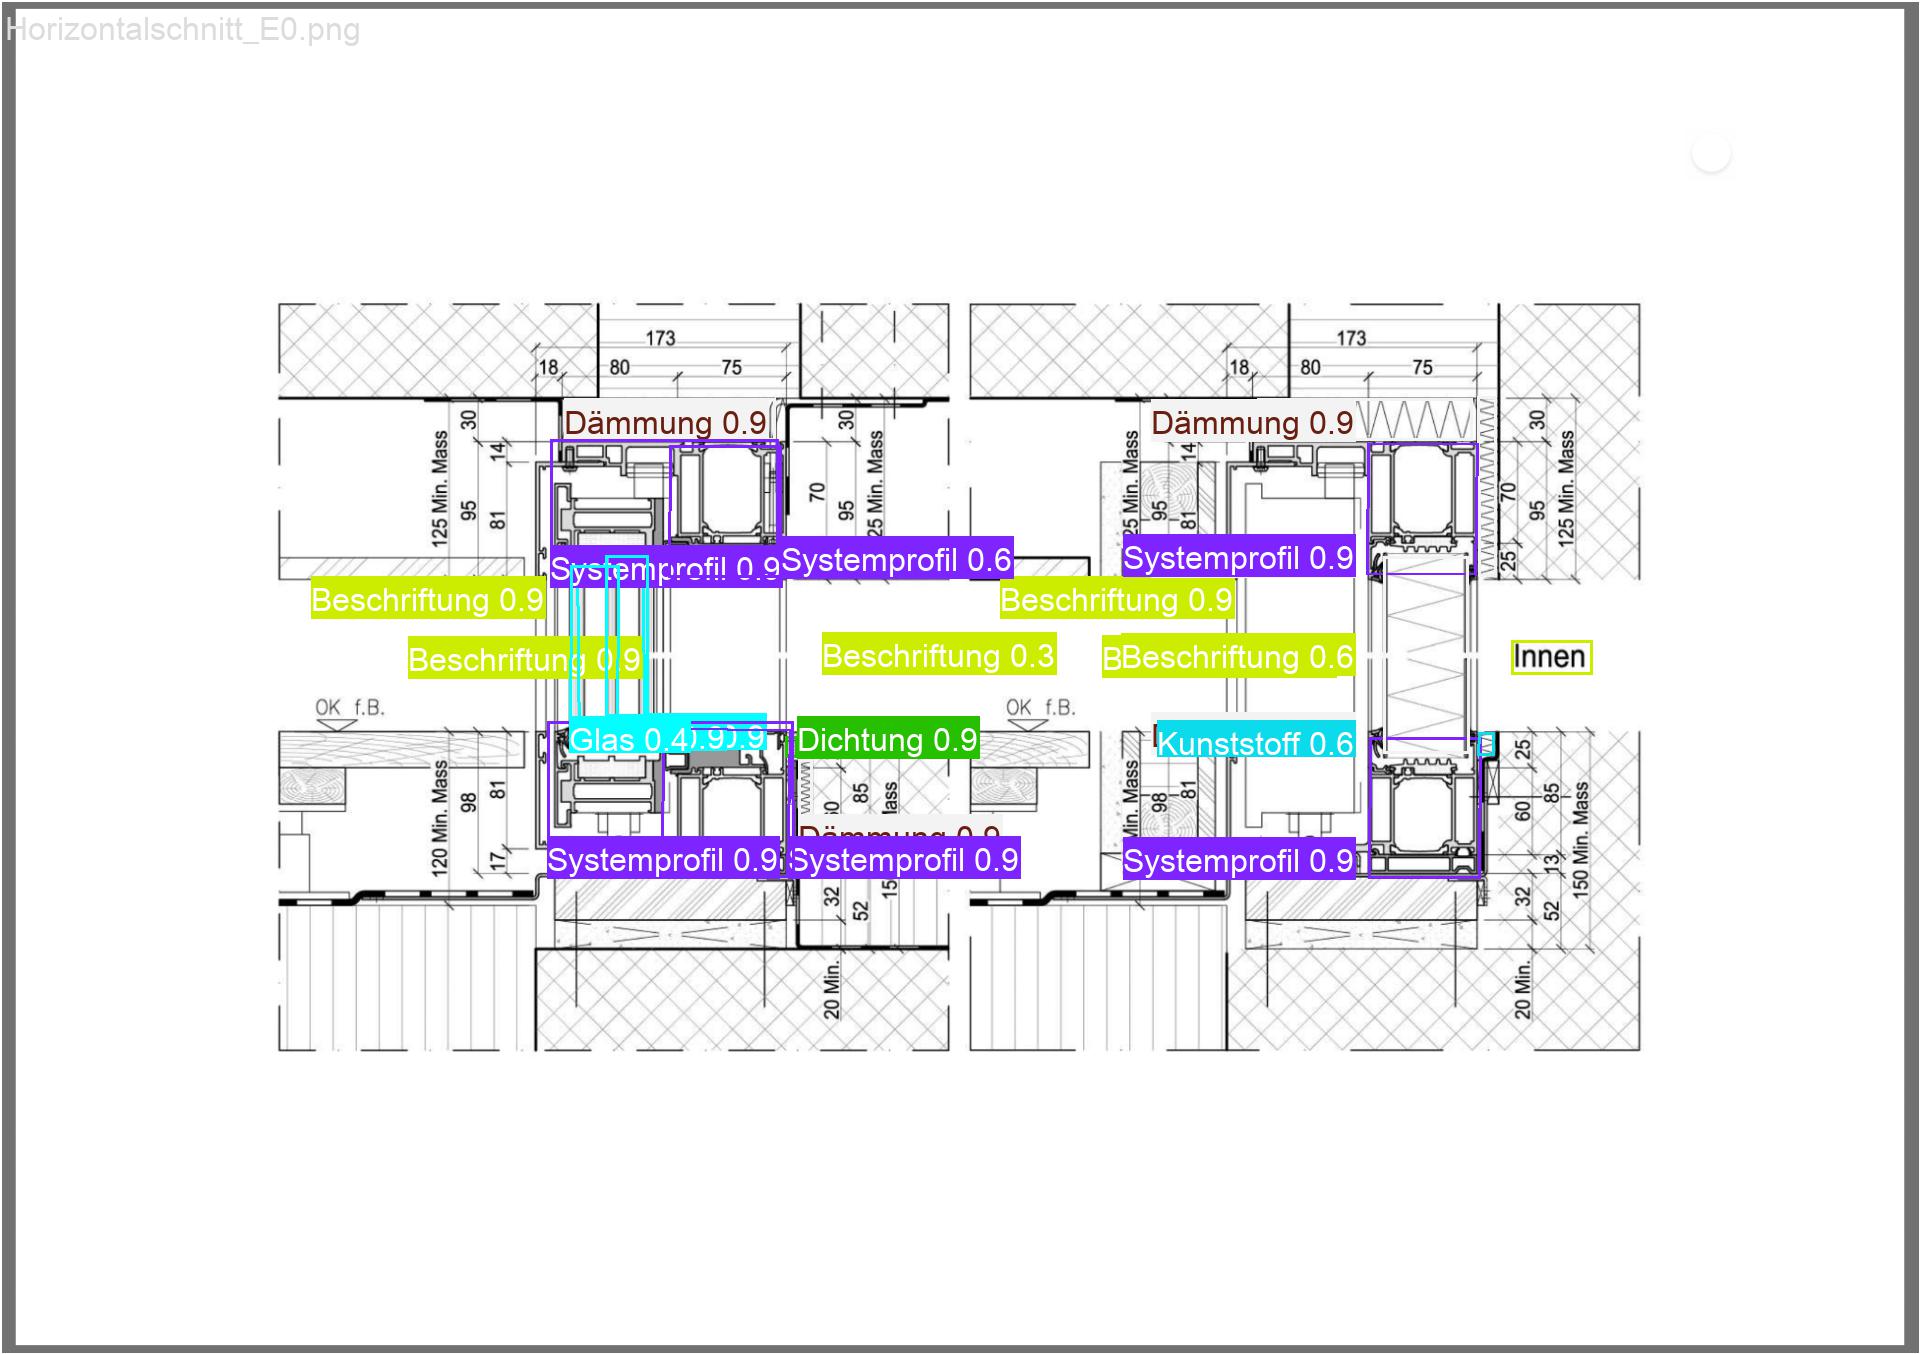 Horizontalschnitt_E0.png
173
173
18
80
75
18
80
75
30
30
30
Dämmung 0.9
Dämmung 0.9
125 Min. Mass
14
95
81
70
95
25 Min. Mass
25 Min. Mass
14
95
81
70
95
125 Min. Mass
25
Systemprofil 0.9
Systemprofil 0.6
Systemprofil 0.9
Beschriftung 0.9
Beschriftung 0.9
Beschriftung 0.9
Beschriftung 0.3
B
Beschriftung 0.6
Innen
OK f.B.
OK f.B.
Glas 0.4
0.9
0.9
Dichtung 0.9
Kunststoff 0.6
120 Min. Mass
98
81
17
60
85
Mass
Min. Mass
98
81
25
60
85
13
150 Min. Mass
Dämmung 0.9
Systemprofil 0.9
Systemprofil 0.9
Systemprofil 0.9
32
52
15
32
52
20 Min.
20 Min.